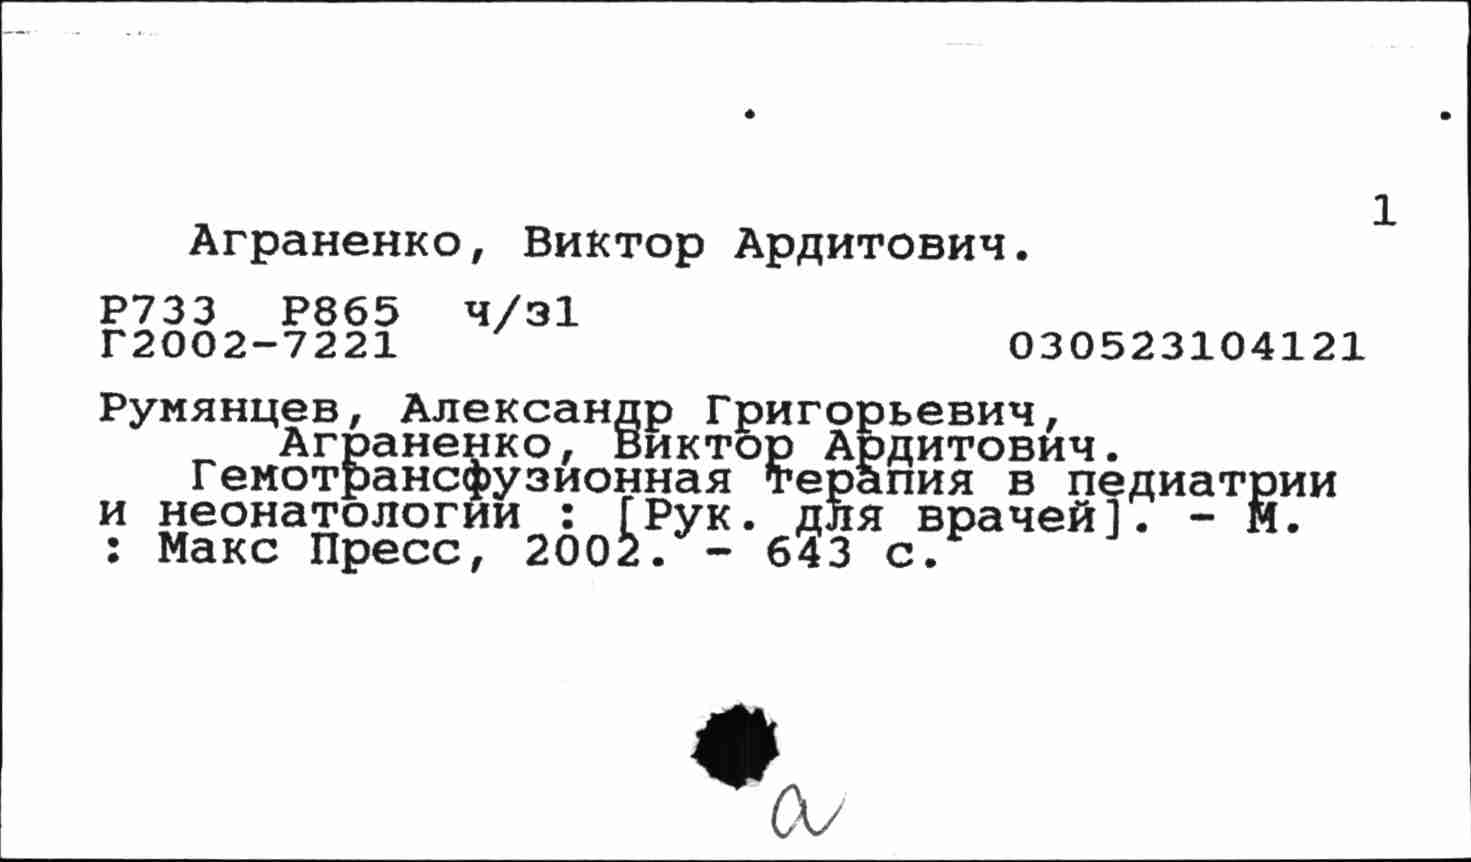 1
Аграненко, Виктор Ардитович.
Р733 Р865 ч/з1
Г2002-7221 030523104121
Румянцев, Александр Григорьевич,
Аграненко, Виктор Ардитович.
Гемотрансфузионная терапия в педиатрии
и неонатологии : [Рук. для врачей]. - М.
: Макс Пресс, 2002. - 643 с.
а